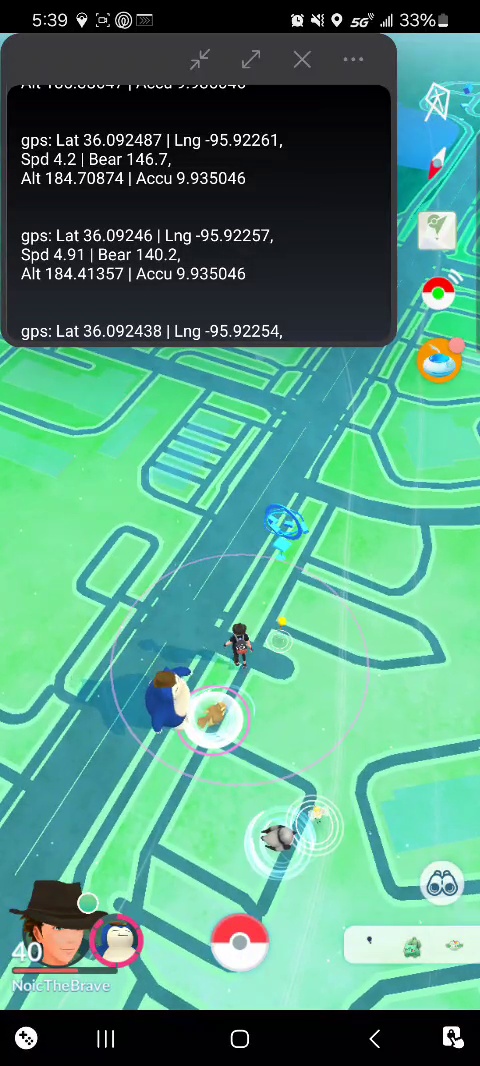 5:39
5G
33%
Alt 183.83047 | Accu 9.935046
gps: Lat 36.092487 | Lng -95.92261,
Spd 4.2 | Bear 146.7,
Alt 184.70874 | Accu 9.935046
gps: Lat 36.09246 | Lng -95.92257,
Spd 4.91 | Bear 140.2,
Alt 184.41357 | Accu 9.935046
gps: Lat 36.092438 | Lng -95.92254,
40
NoicTheBrave